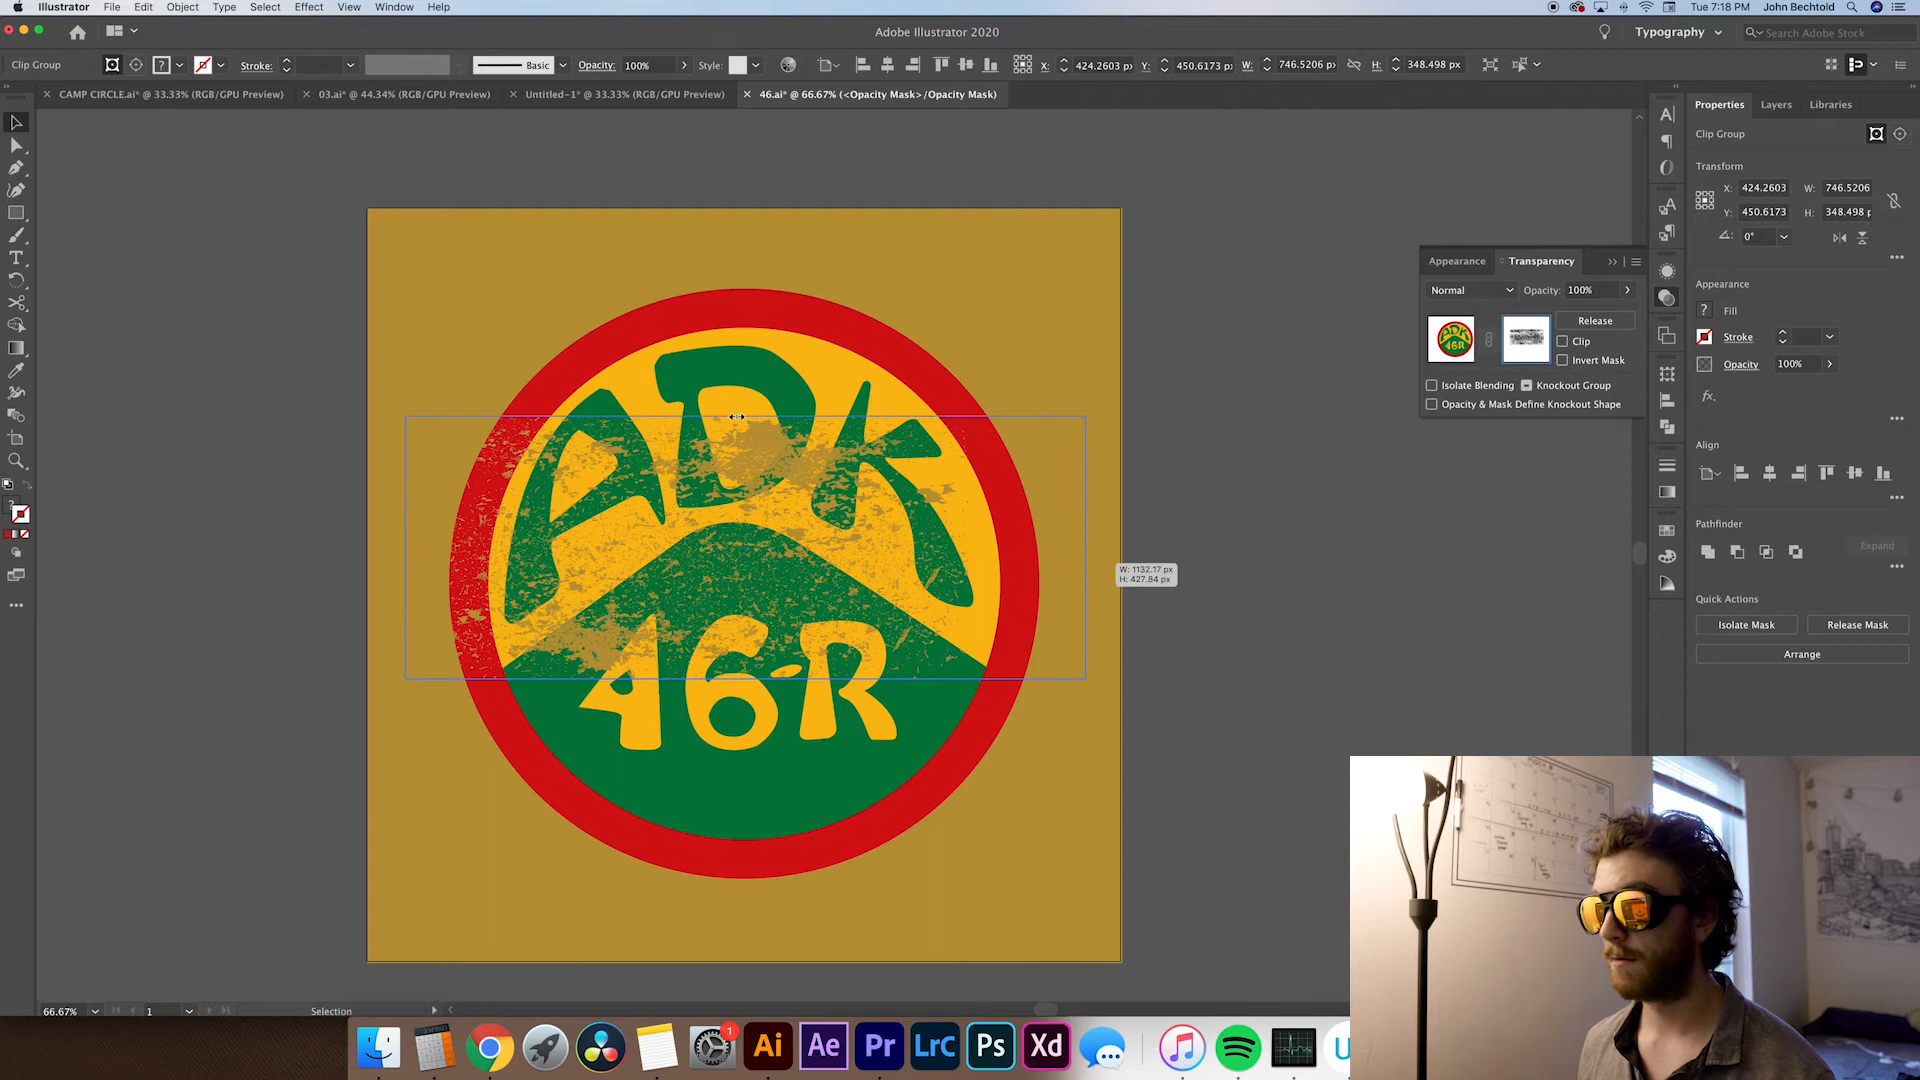 Illustrator File Edit Object Type Select Effect View Window Help
Tue 7:18 PM John Bechtold
Adobe Illustrator 2020
Typography
Search Adobe Stock
Clip Group
Stroke:
Basic
Opacity: 100%
Style:
X: 424.2603 px
Y: 450.6173 px
W: 746.5206 px
H: 348.498 px
CAMP CIRCLE.ai* @ 33.33% (RGB/GPU Preview)
03.ai* @ 44.34% (RGB/GPU Preview)
Untitled-1* @ 33.33% (RGB/GPU Preview)
46.ai* @ 66.67% (<Opacity Mask>/Opacity Mask)
ADK
46-R
W: 1132.17 px
H: 427.84 px
Appearance Transparency
Normal
Opacity: 100%
ADK
46R
Release
Clip
Invert Mask
Isolate Blending Knockout Group
Opacity & Mask Define Knockout Shape
Properties Layers Libraries
Clip Group
Transform
X: 424.2603 W: 746.5206
Y: 450.6173 H: 348.498 p
0°
Appearance
Fill
Stroke
Opacity 100%
fx.
Align
Pathfinder
Expand
Quick Actions
Isolate Mask Release Mask
Arrange
66.67%
1
Selection
1
Ai Ae Pr LrC Ps Xd